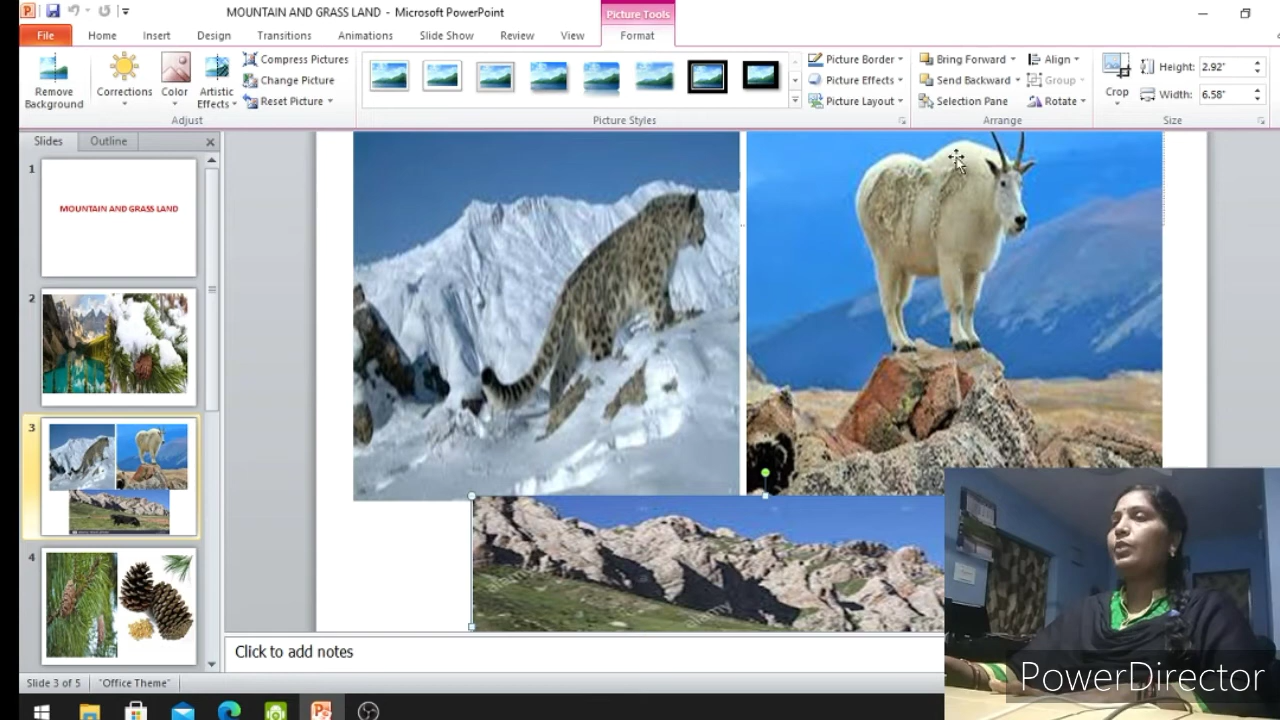 MOUNTAIN AND GRASS LAND - Microsoft PowerPoint
Picture Tools
File Home Insert Design Transitions Animations Slide Show Review View Format
Remove Background
Corrections
Color
Artistic Effects
Compress Pictures
Change Picture
Reset Picture
Adjust
Picture Styles
Picture Border
Picture Effects
Picture Layout
Bring Forward
Send Backward
Selection Pane
Align
Group
Rotate
Arrange
Crop
Height: 2.92"
Width: 6.58"
Size
Slides Outline
1
MOUNTAIN AND GRASS LAND
2
3
4
Click to add notes
Slide 3 of 5 "Office Theme"
PowerDirector